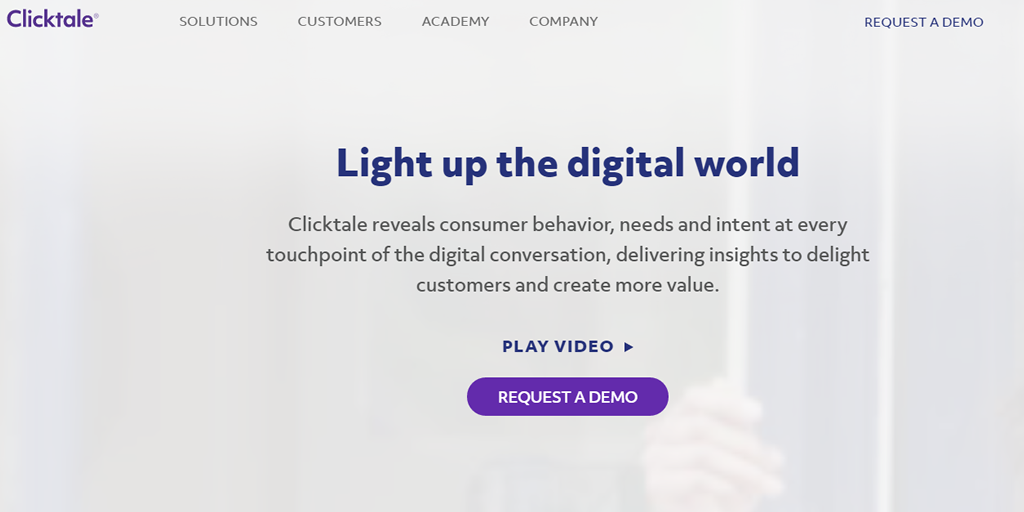 Clicktale®
SOLUTIONS CUSTOMERS ACADEMY COMPANY REQUEST A DEMO
Light up the digital world
Clicktale reveals consumer behavior, needs and intent at every
touchpoint of the digital conversation, delivering insights to delight
customers and create more value.
PLAY VIDEO ▶
REQUEST A DEMO